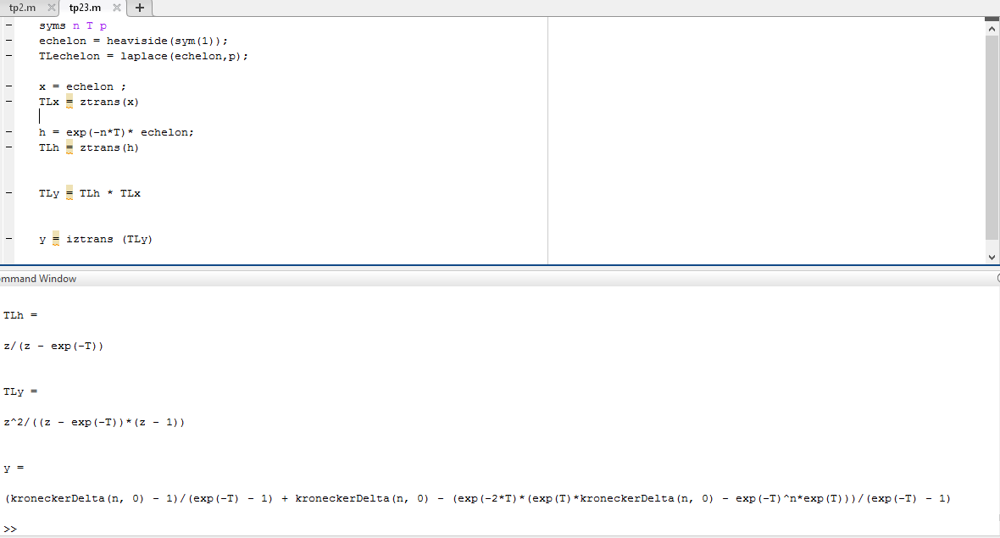 tp2.m × tp23.m × +
syms n T p
echelon = heaviside(sym(1));
TLechelon = laplace(echelon,p);
x = echelon ;
TLx = ztrans(x)
h = exp(-n*T)* echelon;
TLh = ztrans(h)
TLy = TLh * TLx
y = iztrans (TLy)
ommand Window
TLh =
z/(z - exp(-T))
TLy =
z^2/((z - exp(-T))*(z - 1))
y =
(kroneckerDelta(n, 0) - 1)/(exp(-T) - 1) + kroneckerDelta(n, 0) - (exp(-2*T)*(exp(T)*kroneckerDelta(n, 0) - exp(-T)^n*exp(T)))/(exp(-T) - 1)
>>